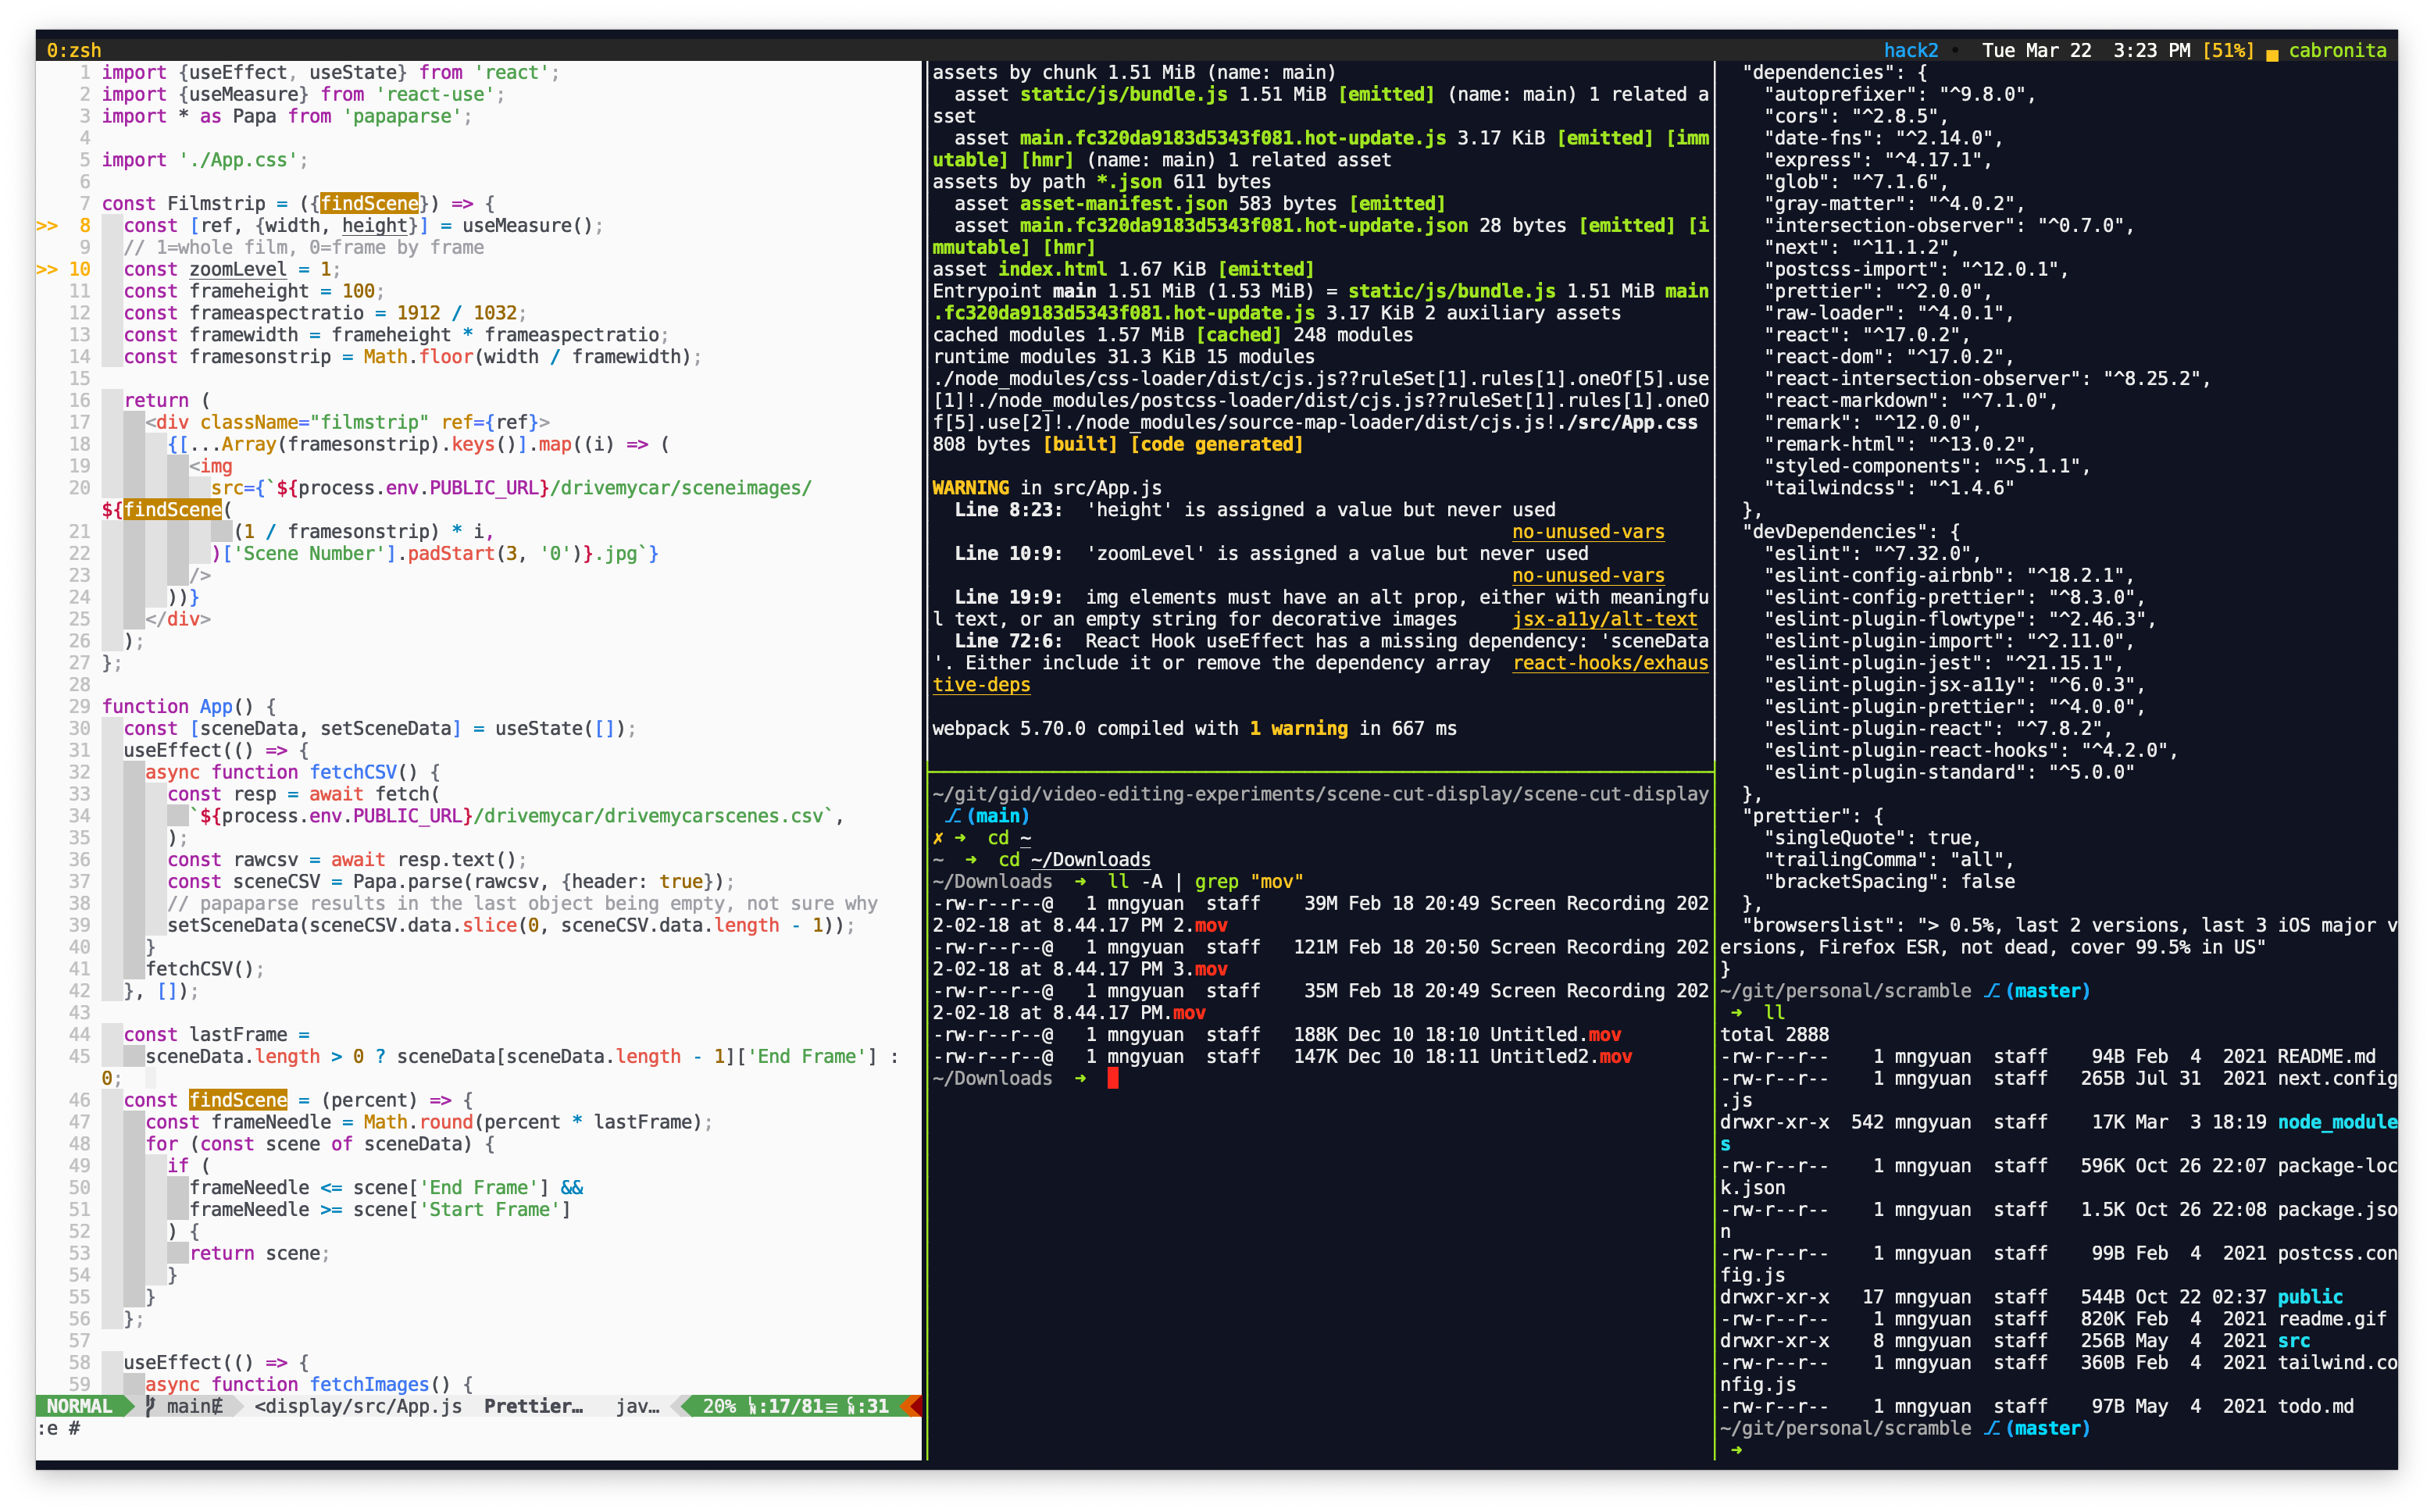 0:zsh
hack2 • Tue Mar 22  3:23 PM [51%] ▄ cabronita
1 import {useEffect, useState} from 'react';
2 import {useMeasure} from 'react-use';
3 import * as Papa from 'papaparse';
4
5 import './App.css';
6
7 const Filmstrip = ({findScene}) => {
>> 8   const [ref, {width, height}] = useMeasure();
9   // 1=whole film, 0=frame by frame
>> 10   const zoomLevel = 1;
11   const frameheight = 100;
12   const frameaspectratio = 1912 / 1032;
13   const framewidth = frameheight * frameaspectratio;
14   const framesonstrip = Math.floor(width / framewidth);
15
16   return (
17     <div className="filmstrip" ref={ref}>
18       {[...Array(framesonstrip).keys()].map((i) => (
19         <img
20           src={`${process.env.PUBLIC_URL}/drivemycar/sceneimages/
${findScene(
21             (1 / framesonstrip) * i,
22           )['Scene Number'].padStart(3, '0')}.jpg`}
23         />
24       ))}
25     </div>
26   );
27 };
28
29 function App() {
30   const [sceneData, setSceneData] = useState([]);
31   useEffect(() => {
32     async function fetchCSV() {
33       const resp = await fetch(
34         `${process.env.PUBLIC_URL}/drivemycar/drivemycarscenes.csv`,
35       );
36       const rawcsv = await resp.text();
37       const sceneCSV = Papa.parse(rawcsv, {header: true});
38       // papaparse results in the last object being empty, not sure why
39       setSceneData(sceneCSV.data.slice(0, sceneCSV.data.length - 1));
40     }
41     fetchCSV();
42   }, []);
43
44   const lastFrame =
45     sceneData.length > 0 ? sceneData[sceneData.length - 1]['End Frame'] :
0;
46   const findScene = (percent) => {
47     const frameNeedle = Math.round(percent * lastFrame);
48     for (const scene of sceneData) {
49       if (
50         frameNeedle <= scene['End Frame'] &&
51         frameNeedle >= scene['Start Frame']
52       ) {
53         return scene;
54       }
55     }
56   };
57
58   useEffect(() => {
59     async function fetchImages() {
NORMAL main <display/src/App.js Prettier… jav… 20% :17/81≡ :31
:e #
assets by chunk 1.51 MiB (name: main)
  asset static/js/bundle.js 1.51 MiB [emitted] (name: main) 1 related a
sset
  asset main.fc320da9183d5343f081.hot-update.js 3.17 KiB [emitted] [imm
utable] [hmr] (name: main) 1 related asset
assets by path *.json 611 bytes
  asset asset-manifest.json 583 bytes [emitted]
  asset main.fc320da9183d5343f081.hot-update.json 28 bytes [emitted] [i
mmutable] [hmr]
asset index.html 1.67 KiB [emitted]
Entrypoint main 1.51 MiB (1.53 MiB) = static/js/bundle.js 1.51 MiB main
.fc320da9183d5343f081.hot-update.js 3.17 KiB 2 auxiliary assets
cached modules 1.57 MiB [cached] 248 modules
runtime modules 31.3 KiB 15 modules
./node_modules/css-loader/dist/cjs.js??ruleSet[1].rules[1].oneOf[5].use
[1]!./node_modules/postcss-loader/dist/cjs.js??ruleSet[1].rules[1].oneO
f[5].use[2]!./node_modules/source-map-loader/dist/cjs.js!./src/App.css
808 bytes [built] [code generated]

WARNING in src/App.js
  Line 8:23:  'height' is assigned a value but never used
no-unused-vars
  Line 10:9:  'zoomLevel' is assigned a value but never used
no-unused-vars
  Line 19:9:  img elements must have an alt prop, either with meaningfu
l text, or an empty string for decorative images     jsx-a11y/alt-text
  Line 72:6:  React Hook useEffect has a missing dependency: 'sceneData
'. Either include it or remove the dependency array  react-hooks/exhaus
tive-deps

webpack 5.70.0 compiled with 1 warning in 667 ms
~/git/gid/video-editing-experiments/scene-cut-display/scene-cut-display
 ⎇ (main)
✗ ➜  cd ~
~  ➜  cd ~/Downloads
~/Downloads  ➜  ll -A | grep "mov"
-rw-r--r--@   1 mngyuan  staff    39M Feb 18 20:49 Screen Recording 202
2-02-18 at 8.44.17 PM 2.mov
-rw-r--r--@   1 mngyuan  staff   121M Feb 18 20:50 Screen Recording 202
2-02-18 at 8.44.17 PM 3.mov
-rw-r--r--@   1 mngyuan  staff    35M Feb 18 20:49 Screen Recording 202
2-02-18 at 8.44.17 PM.mov
-rw-r--r--@   1 mngyuan  staff   188K Dec 10 18:10 Untitled.mov
-rw-r--r--@   1 mngyuan  staff   147K Dec 10 18:11 Untitled2.mov
~/Downloads  ➜
  "dependencies": {
    "autoprefixer": "^9.8.0",
    "cors": "^2.8.5",
    "date-fns": "^2.14.0",
    "express": "^4.17.1",
    "glob": "^7.1.6",
    "gray-matter": "^4.0.2",
    "intersection-observer": "^0.7.0",
    "next": "^11.1.2",
    "postcss-import": "^12.0.1",
    "prettier": "^2.0.0",
    "raw-loader": "^4.0.1",
    "react": "^17.0.2",
    "react-dom": "^17.0.2",
    "react-intersection-observer": "^8.25.2",
    "react-markdown": "^7.1.0",
    "remark": "^12.0.0",
    "remark-html": "^13.0.2",
    "styled-components": "^5.1.1",
    "tailwindcss": "^1.4.6"
  },
  "devDependencies": {
    "eslint": "^7.32.0",
    "eslint-config-airbnb": "^18.2.1",
    "eslint-config-prettier": "^8.3.0",
    "eslint-plugin-flowtype": "^2.46.3",
    "eslint-plugin-import": "^2.11.0",
    "eslint-plugin-jest": "^21.15.1",
    "eslint-plugin-jsx-a11y": "^6.0.3",
    "eslint-plugin-prettier": "^4.0.0",
    "eslint-plugin-react": "^7.8.2",
    "eslint-plugin-react-hooks": "^4.2.0",
    "eslint-plugin-standard": "^5.0.0"
  },
  "prettier": {
    "singleQuote": true,
    "trailingComma": "all",
    "bracketSpacing": false
  },
  "browserslist": "> 0.5%, last 2 versions, last 3 iOS major v
ersions, Firefox ESR, not dead, cover 99.5% in US"
}
~/git/personal/scramble ⎇ (master)
 ➜  ll
total 2888
-rw-r--r--    1 mngyuan  staff    94B Feb  4  2021 README.md
-rw-r--r--    1 mngyuan  staff   265B Jul 31  2021 next.config
.js
drwxr-xr-x  542 mngyuan  staff    17K Mar  3 18:19 node_module
s
-rw-r--r--    1 mngyuan  staff   596K Oct 26 22:07 package-loc
k.json
-rw-r--r--    1 mngyuan  staff   1.5K Oct 26 22:08 package.jso
n
-rw-r--r--    1 mngyuan  staff    99B Feb  4  2021 postcss.con
fig.js
drwxr-xr-x   17 mngyuan  staff   544B Oct 22 02:37 public
-rw-r--r--    1 mngyuan  staff   820K Feb  4  2021 readme.gif
drwxr-xr-x    8 mngyuan  staff   256B May  4  2021 src
-rw-r--r--    1 mngyuan  staff   360B Feb  4  2021 tailwind.co
nfig.js
-rw-r--r--    1 mngyuan  staff    97B May  4  2021 todo.md
~/git/personal/scramble ⎇ (master)
 ➜